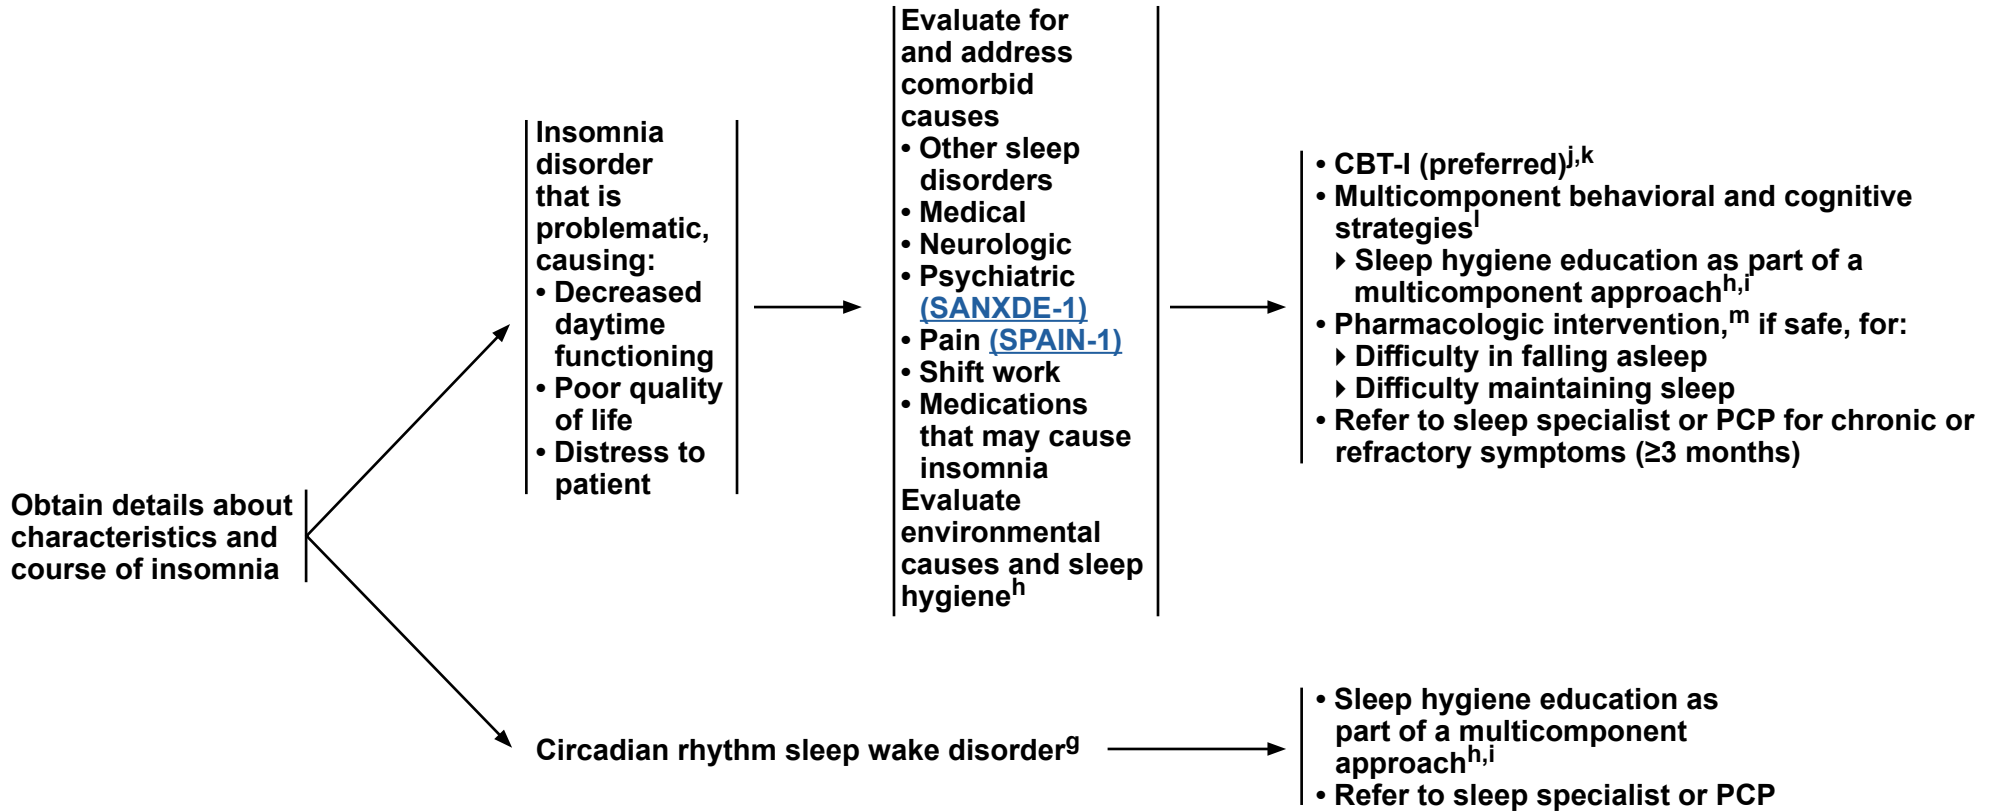 Obtain details about
characteristics and
course of insomnia
Insomnia
disorder
that is
problematic,
causing:
• Decreased
daytime
functioning
• Poor quality
of life
• Distress to
patient
Evaluate for
and address
comorbid
causes
• Other sleep
disorders
• Medical
• Neurologic
• Psychiatric
(SANXDE-1)
• Pain (SPAIN-1)
• Shift work
• Medications
that may cause
insomnia
Evaluate
environmental
causes and sleep
hygieneh
• CBT-I (preferred)j,k
• Multicomponent behavioral and cognitive
strategiesl
▸ Sleep hygiene education as part of a
multicomponent approachh,i
• Pharmacologic intervention,m if safe, for:
▸ Difficulty in falling asleep
▸ Difficulty maintaining sleep
• Refer to sleep specialist or PCP for chronic or
refractory symptoms (≥3 months)
Circadian rhythm sleep wake disorderg
• Sleep hygiene education as
part of a multicomponent
approachh,i
• Refer to sleep specialist or PCP